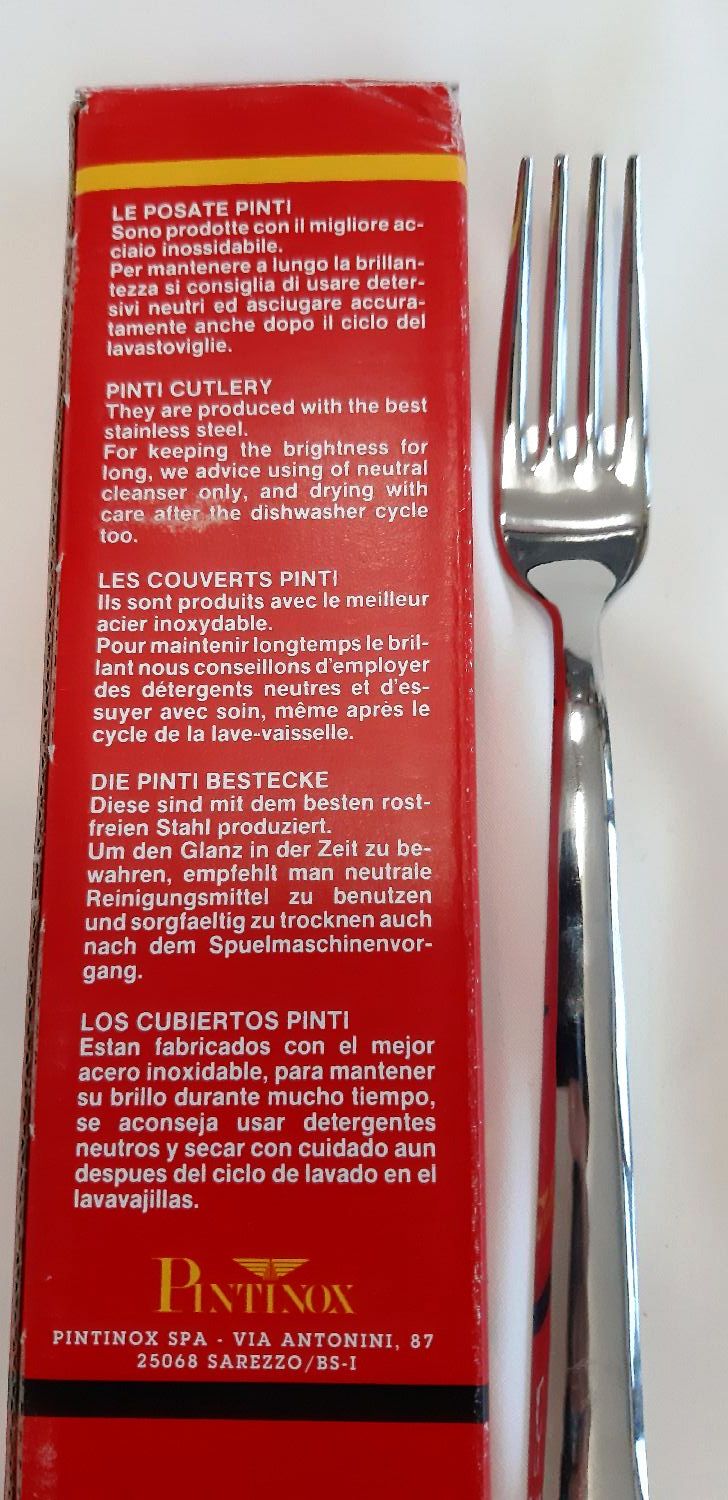 LE POSATE PINTI
Sono prodotte con il migliore ac-
ciaio inossidabile.
Per mantenere a lungo la brillan-
tezza si consiglia di usare deter-
sivi neutri ed asciugare accura-
tamente anche dopo il ciclo del
lavastoviglie.
PINTI CUTLERY
They are produced with the best
stainless steel.
For keeping the brightness for
long, we advice using of neutral
cleanser only, and drying with
care after the dishwasher cycle
too.
LES COUVERTS PINTI
Ils sont produits avec le meilleur
acier inoxydable.
Pour maintenir longtemps le bril-
lant nous conseillons d'employer
des détergents neutres et d'es-
suyer avec soin, même après le
cycle de la lave-vaisselle.
DIE PINTI BESTECKE
Diese sind mit dem besten rost-
freien Stahl produziert.
Um den Glanz in der Zeit zu be-
wahren, empfehlt man neutrale
Reinigungsmittel zu benutzen
und sorgfaeltig zu trocknen auch
nach dem Spuelmaschinenvor-
gang.
LOS CUBIERTOS PINTI
Estan fabricados con el mejor
acero inoxidable, para mantener
su brillo durante mucho tiempo,
se aconseja usar detergentes
neutros y secar con cuidado aun
despues del ciclo de lavado en el
lavavajillas.
PINTINOX
PINTINOX SPA - VIA ANTONINI, 87
25068 SAREZZO/BS-I